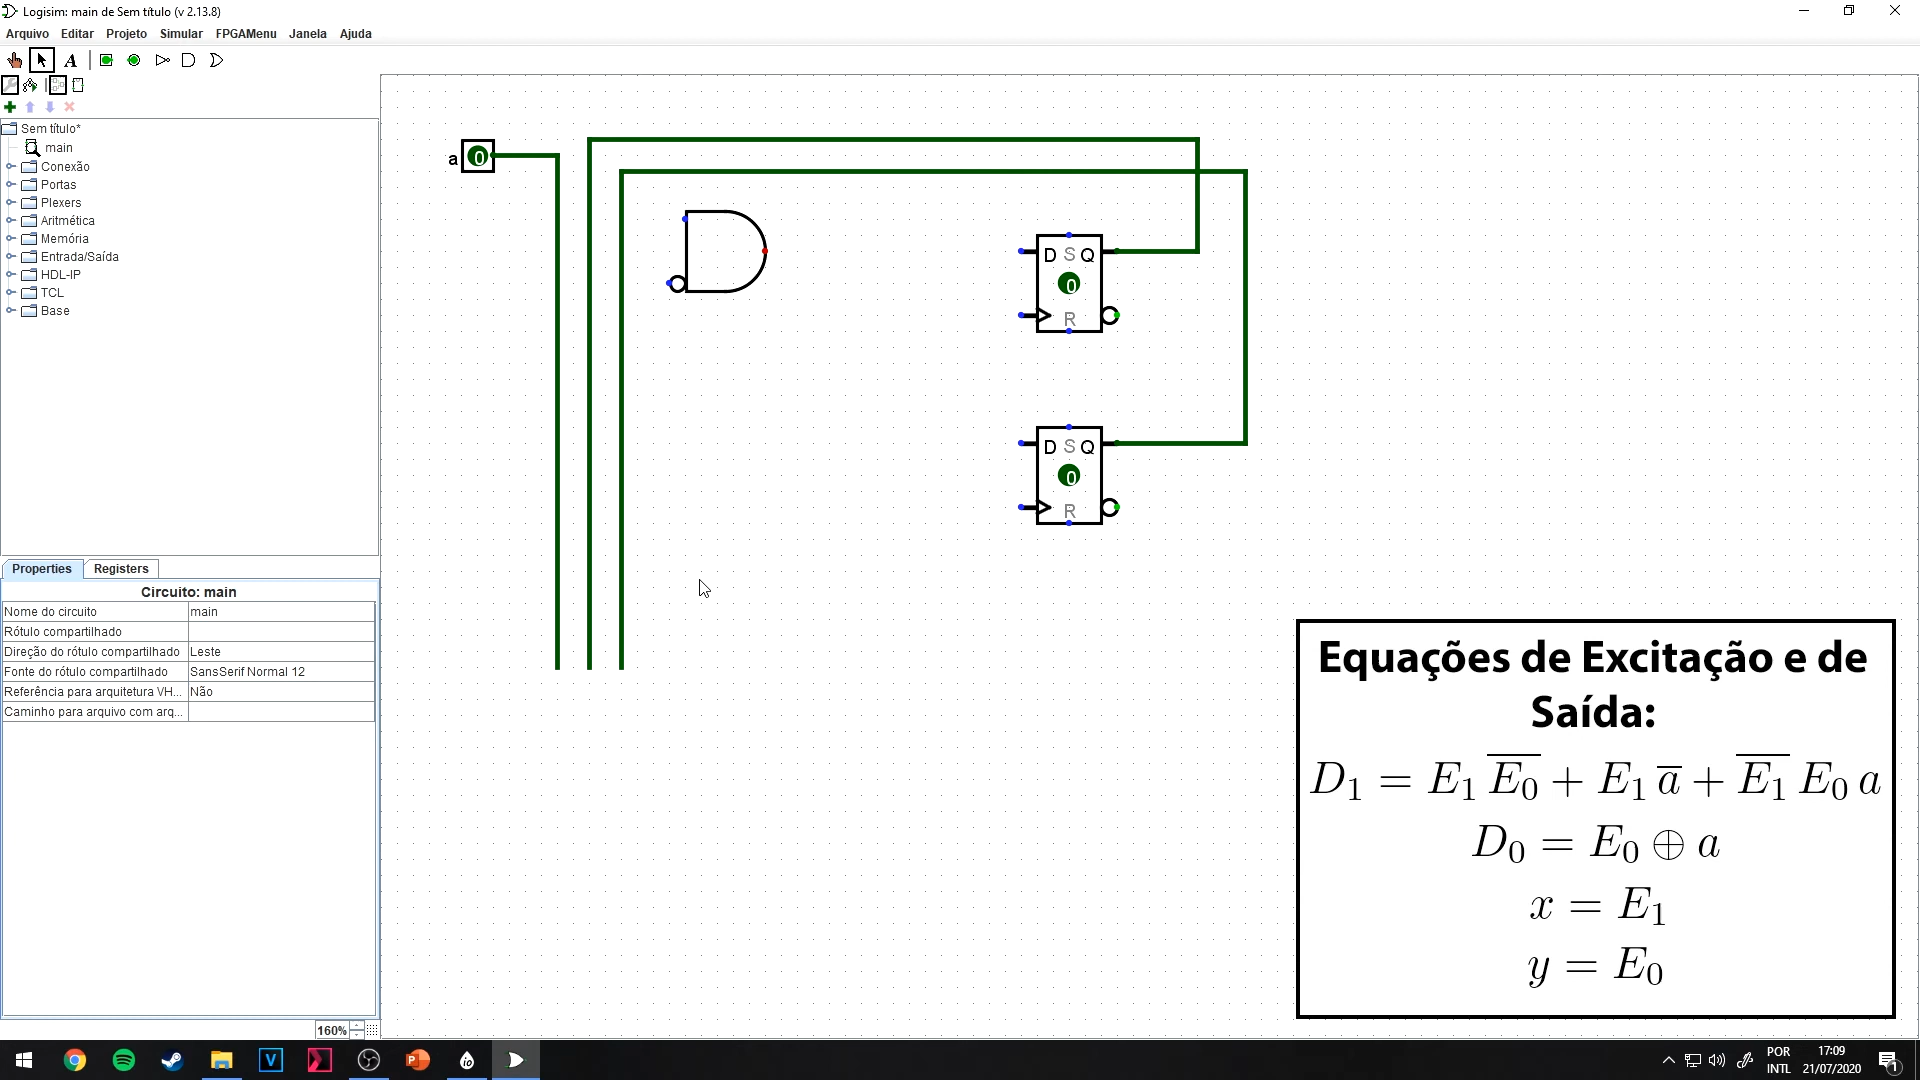 Logisim: main de Sem título (v 2.13.8)
Arquivo Editar Projeto Simular FPGAMenu Janela Ajuda
A
Sem título*
main
Conexão
Portas
Plexers
Aritmética
Memória
Entrada/Saída
HDL-IP
TCL
Base
a 0
D S Q
0
R
D S Q
0
R
Properties Registers
Circuito: main
Nome do circuito main
Rótulo compartilhado
Direção do rótulo compartilhado Leste
Fonte do rótulo compartilhado SansSerif Normal 12
Referência para arquitetura VH... Não
Caminho para arquivo com arq...
160%
Equações de Excitação e de
Saída:
D₁ = E₁ E̅₀ + E₁ a̅ + E̅₁ E₀ a
D₀ = E₀ ⊕ a
x = E₁
y = E₀
POR 17:09
INTL 21/07/2020 1